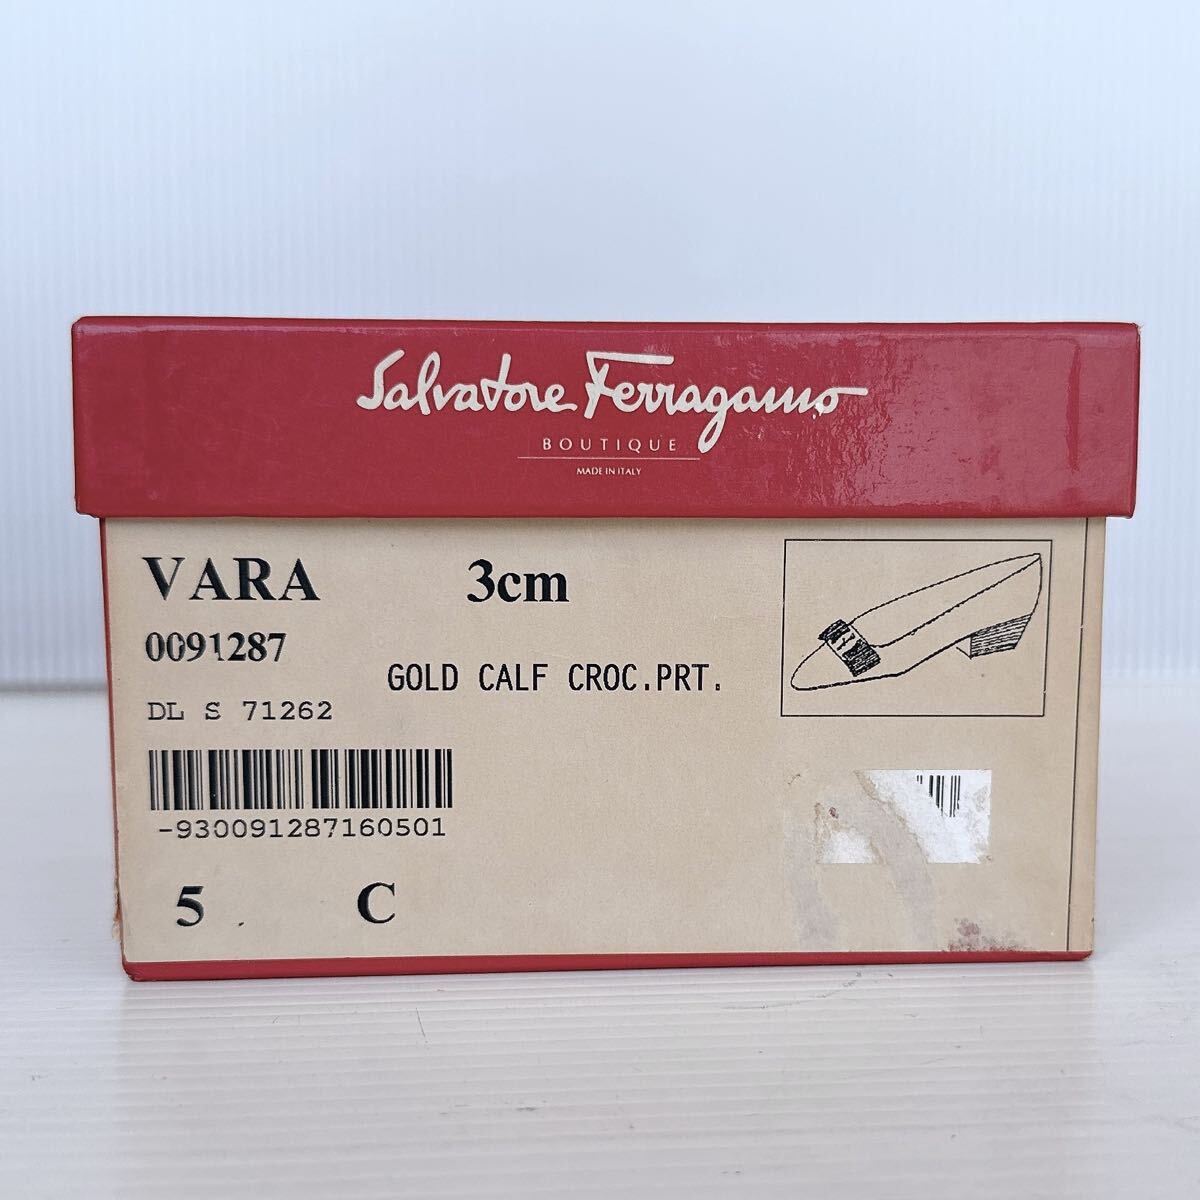 Salvatore Ferragamo
BOUTIQUE
MADE IN ITALY
VARA 3cm
0091287
GOLD CALF CROC.PRT.
DL S 71262
-930091287160501
5 C